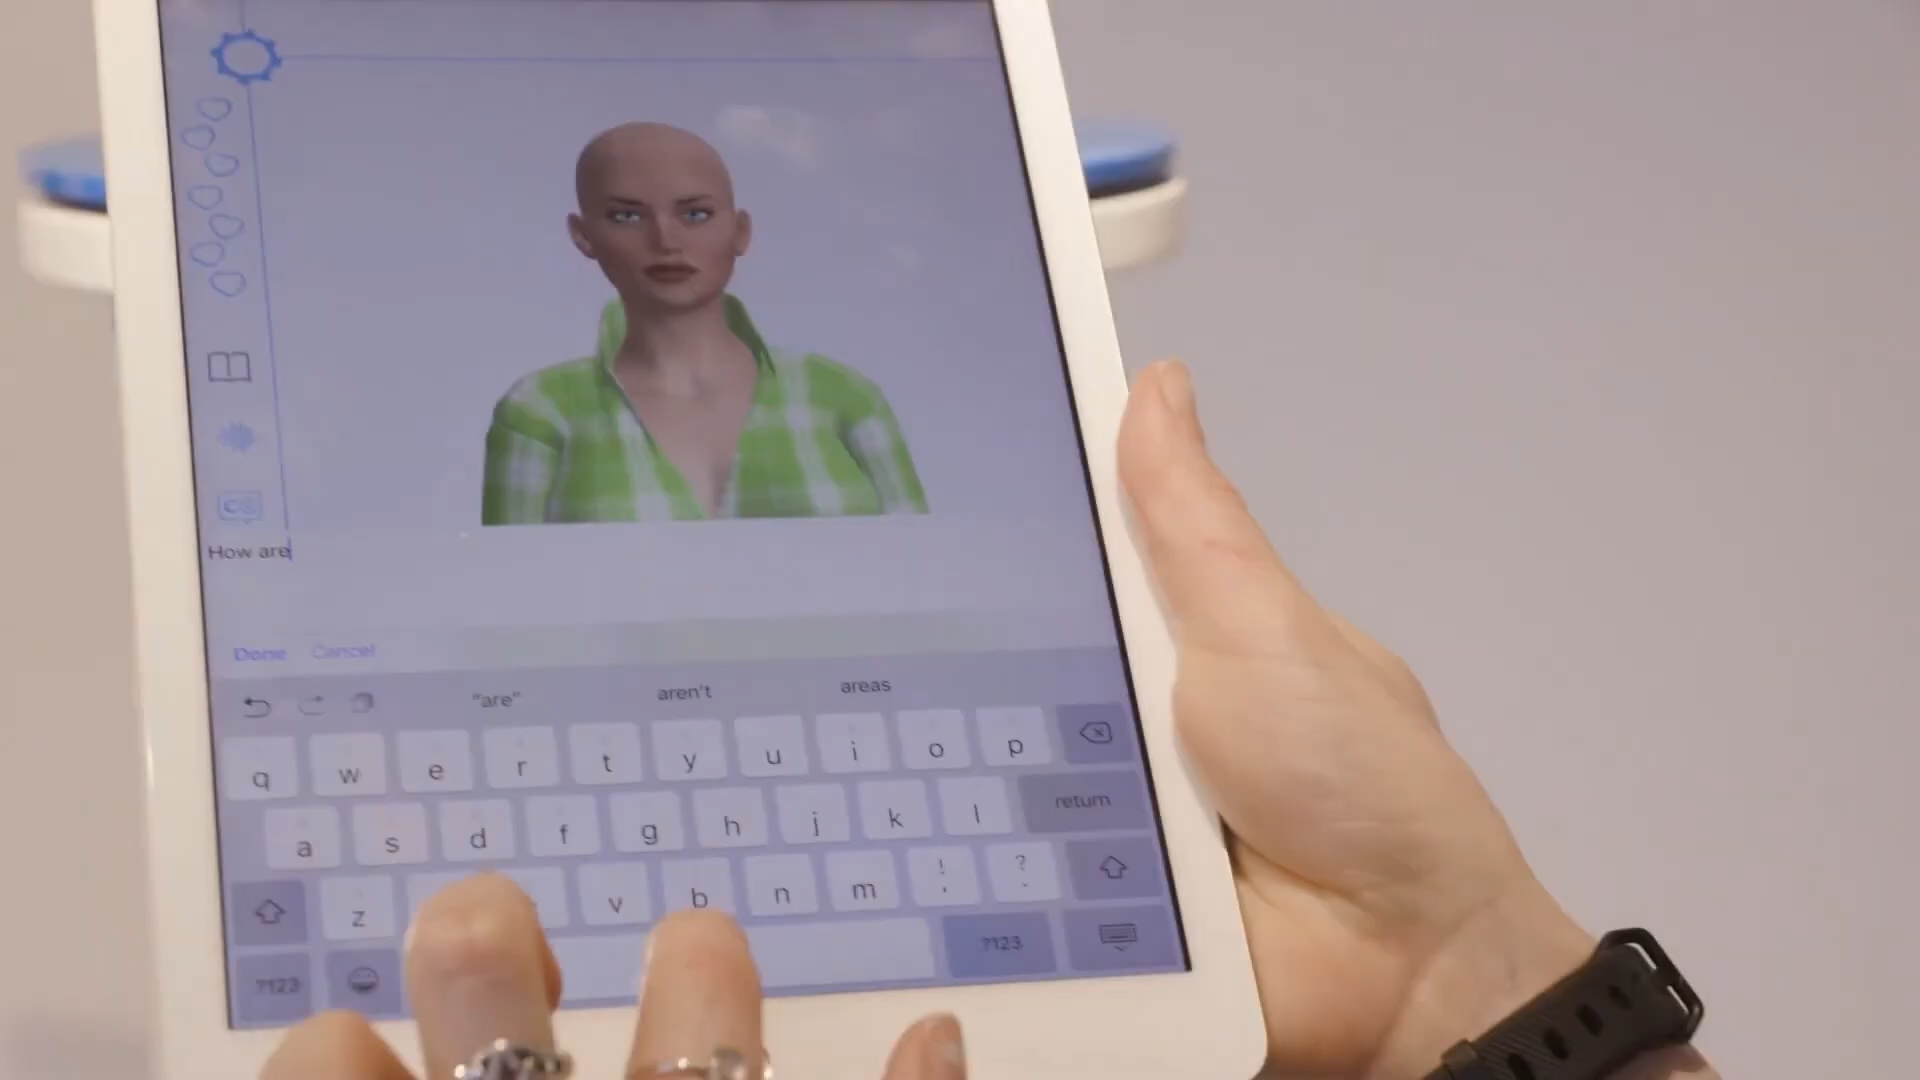 How are
Done Cancel
"are" aren't areas
q w e r t y u i o p
a s d f g h j k l return
z v b n m ! , ? .
?123 ?123